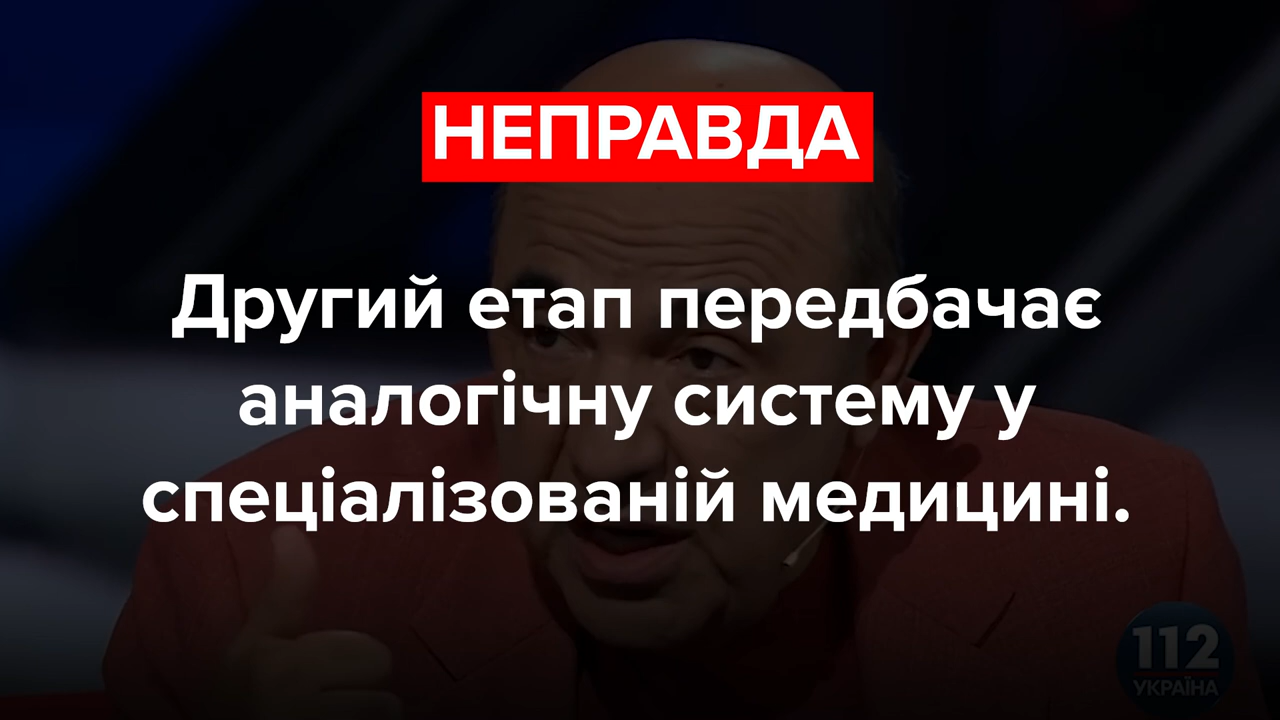 НЕПРАВДА
Другий етап передбачає
аналогічну систему у
спеціалізованій медицині.
112
УКРАЇНА